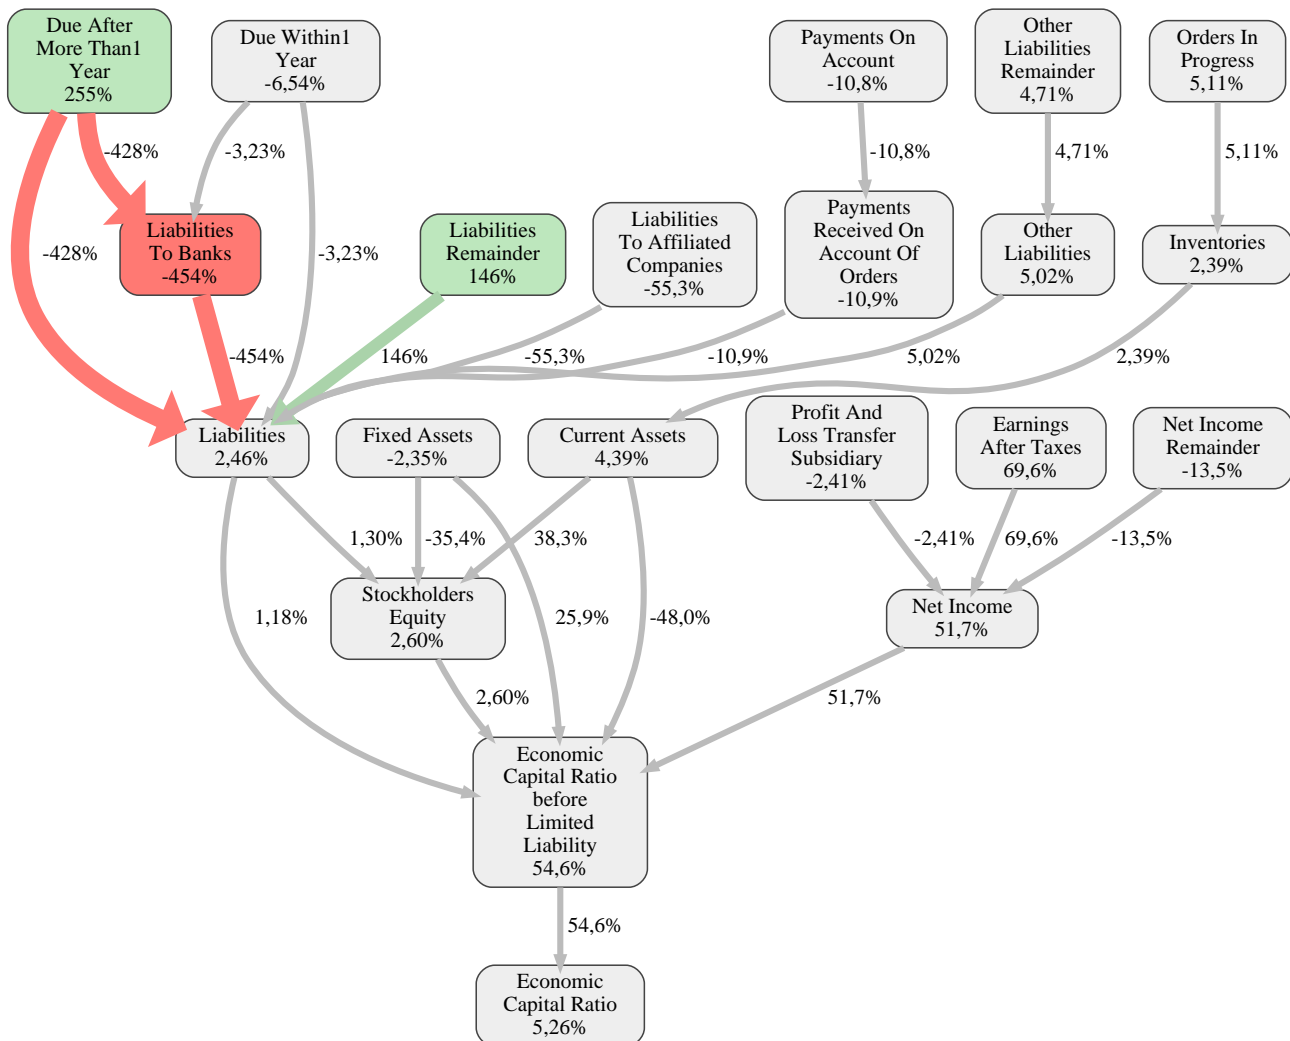 Due After
More Than1
Year
255%
Due Within1
Year
-6,54%
Payments On
Account
-10,8%
Other
Liabilities
Remainder
4,71%
Orders In
Progress
5,11%
-428%
-3,23%
-10,8%
4,71%
5,11%
Liabilities
To Banks
-454%
Liabilities
Remainder
146%
Liabilities
To Affiliated
Companies
-55,3%
Payments
Received On
Account Of
Orders
-10,9%
Other
Liabilities
5,02%
Inventories
2,39%
-428%
-3,23%
-454%
146%
-55,3%
-10,9%
5,02%
2,39%
Liabilities
2,46%
Fixed Assets
-2,35%
Current Assets
4,39%
Profit And
Loss Transfer
Subsidiary
-2,41%
Earnings
After Taxes
69,6%
Net Income
Remainder
-13,5%
1,30%
-35,4%
38,3%
-2,41%
69,6%
-13,5%
Stockholders
Equity
2,60%
Net Income
51,7%
1,18%
25,9%
-48,0%
2,60%
51,7%
Economic
Capital Ratio
before
Limited
Liability
54,6%
54,6%
Economic
Capital Ratio
5,26%